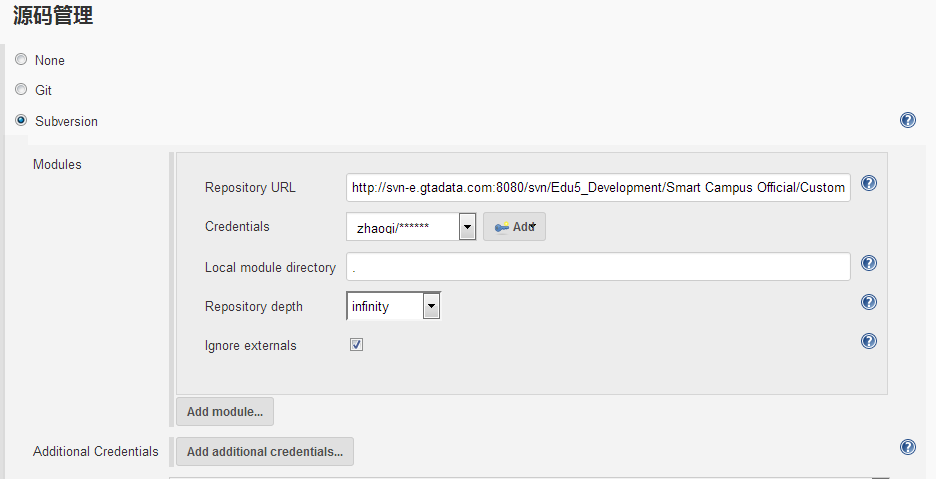 源码管理
None
Git
Subversion
Modules
Repository URL
http://svn-e.gtadata.com:8080/svn/Edu5_Development/Smart Campus Official/Custom
Credentials
zhaoqi/******
Add
Local module directory
.
Repository depth
infinity
Ignore externals
Add module...
Additional Credentials
Add additional credentials...